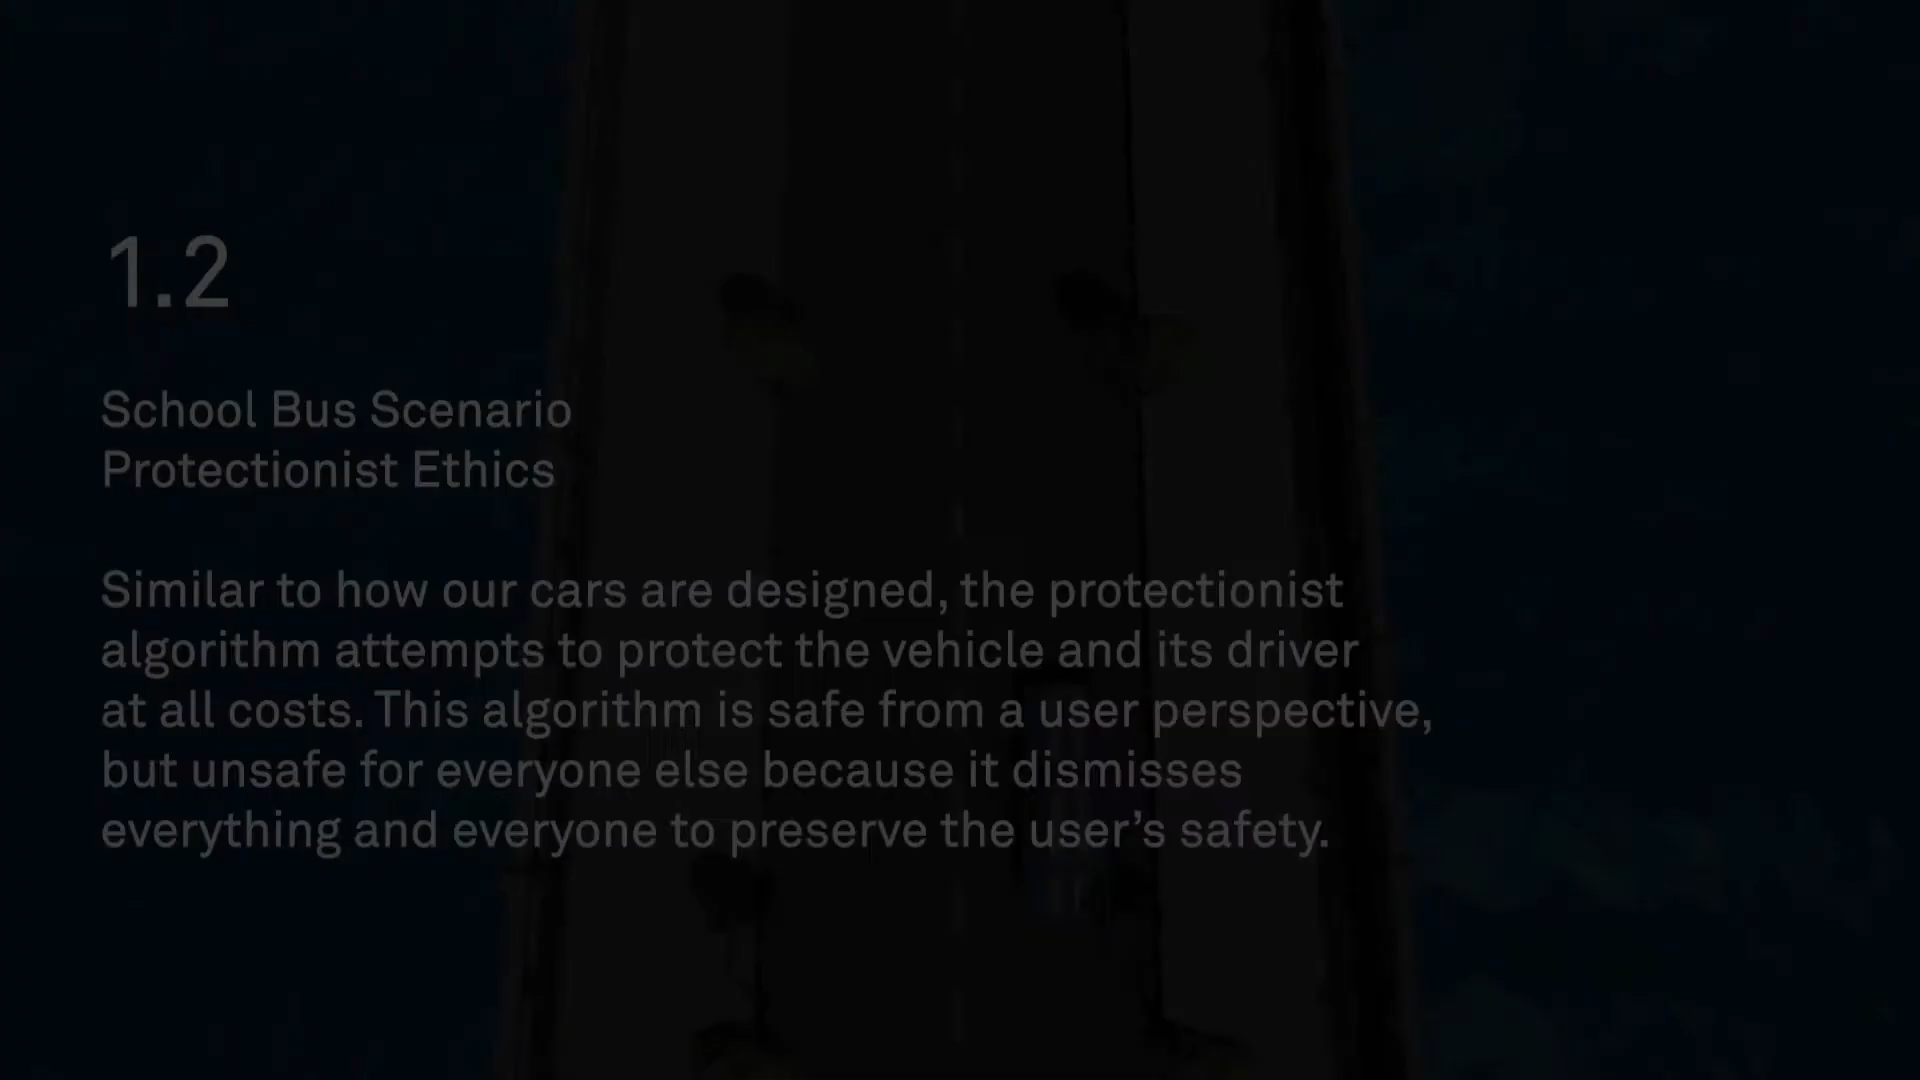 1.2
School Bus Scenario
Protectionist Ethics
Similar to how our cars are designed, the protectionist
algorithm attempts to protect the vehicle and its driver
at all costs. This algorithm is safe from a user perspective,
but unsafe for everyone else because it dismisses
everything and everyone to preserve the user’s safety.